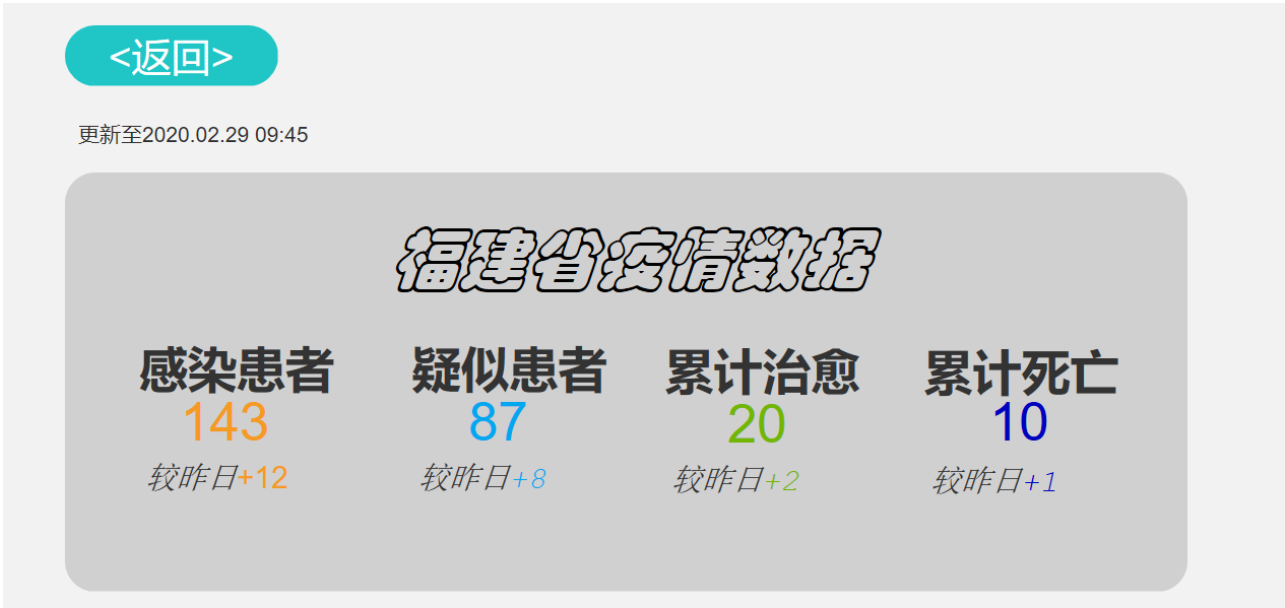 <返回>
更新至2020.02.29 09:45
福建省疫情数据
感染患者 疑似患者 累计治愈 累计死亡
143 87 20 10
较昨日+12 较昨日+8 较昨日+2 较昨日+1